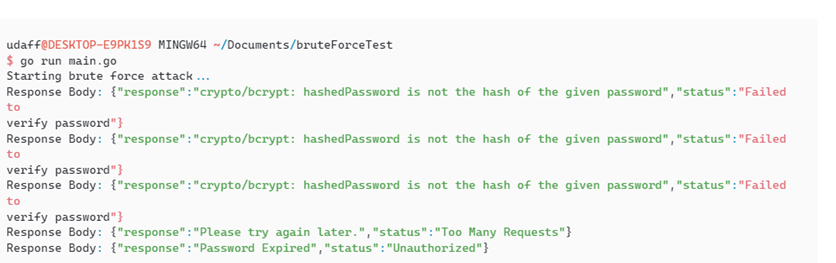 udaff@DESKTOP-E9PK1S9 MINGW64 ~/Documents/bruteForceTest
$ go run main.go
Starting brute force attack...
Response Body: {"response":"crypto/bcrypt: hashedPassword is not the hash of the given password","status":"Failed
to
verify password"}
Response Body: {"response":"crypto/bcrypt: hashedPassword is not the hash of the given password","status":"Failed
to
verify password"}
Response Body: {"response":"crypto/bcrypt: hashedPassword is not the hash of the given password","status":"Failed
to
verify password"}
Response Body: {"response":"Please try again later.","status":"Too Many Requests"}
Response Body: {"response":"Password Expired","status":"Unauthorized"}